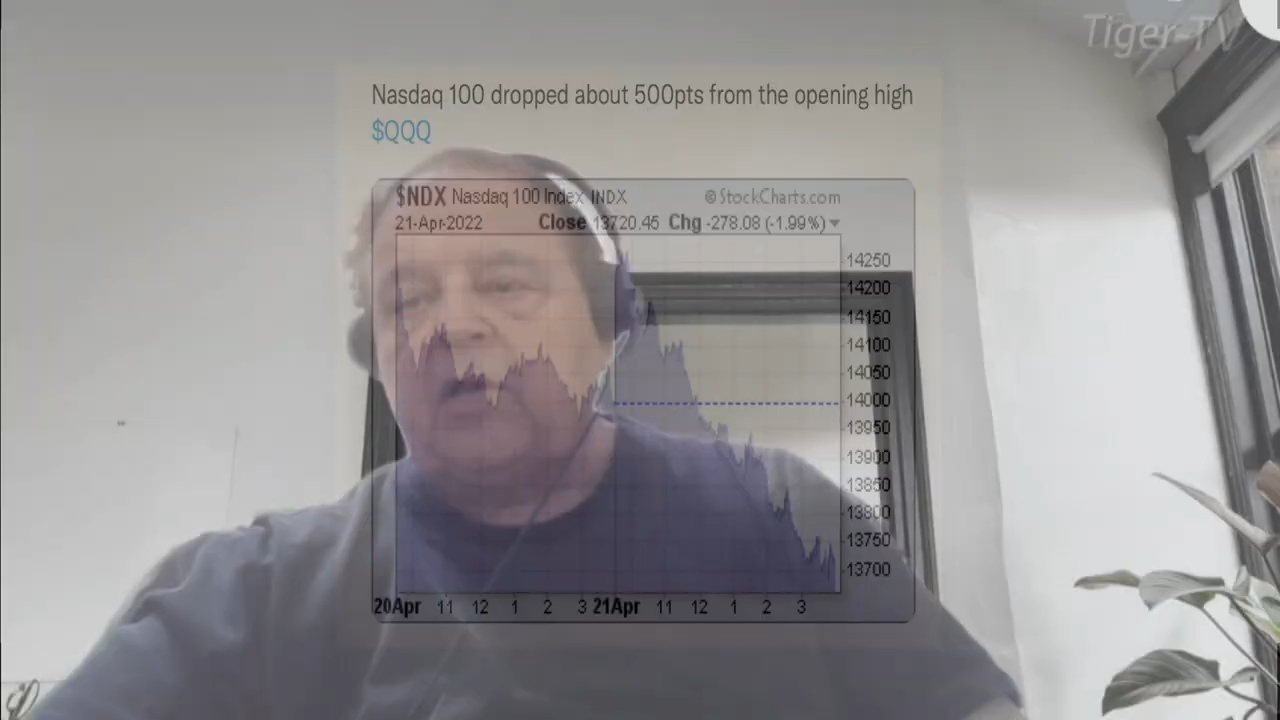 Tiger-TV
Nasdaq 100 dropped about 500pts from the opening high
$QQQ
$NDX Nasdaq 100 Index INDX ©StockCharts.com
21-Apr-2022 Close 13720.45 Chg -278.08 (-1.99%)
14250
14200
14150
14100
14050
14000
13950
13900
13850
13800
13750
13700
20Apr 11 12 1 2 3 21Apr 11 12 1 2 3